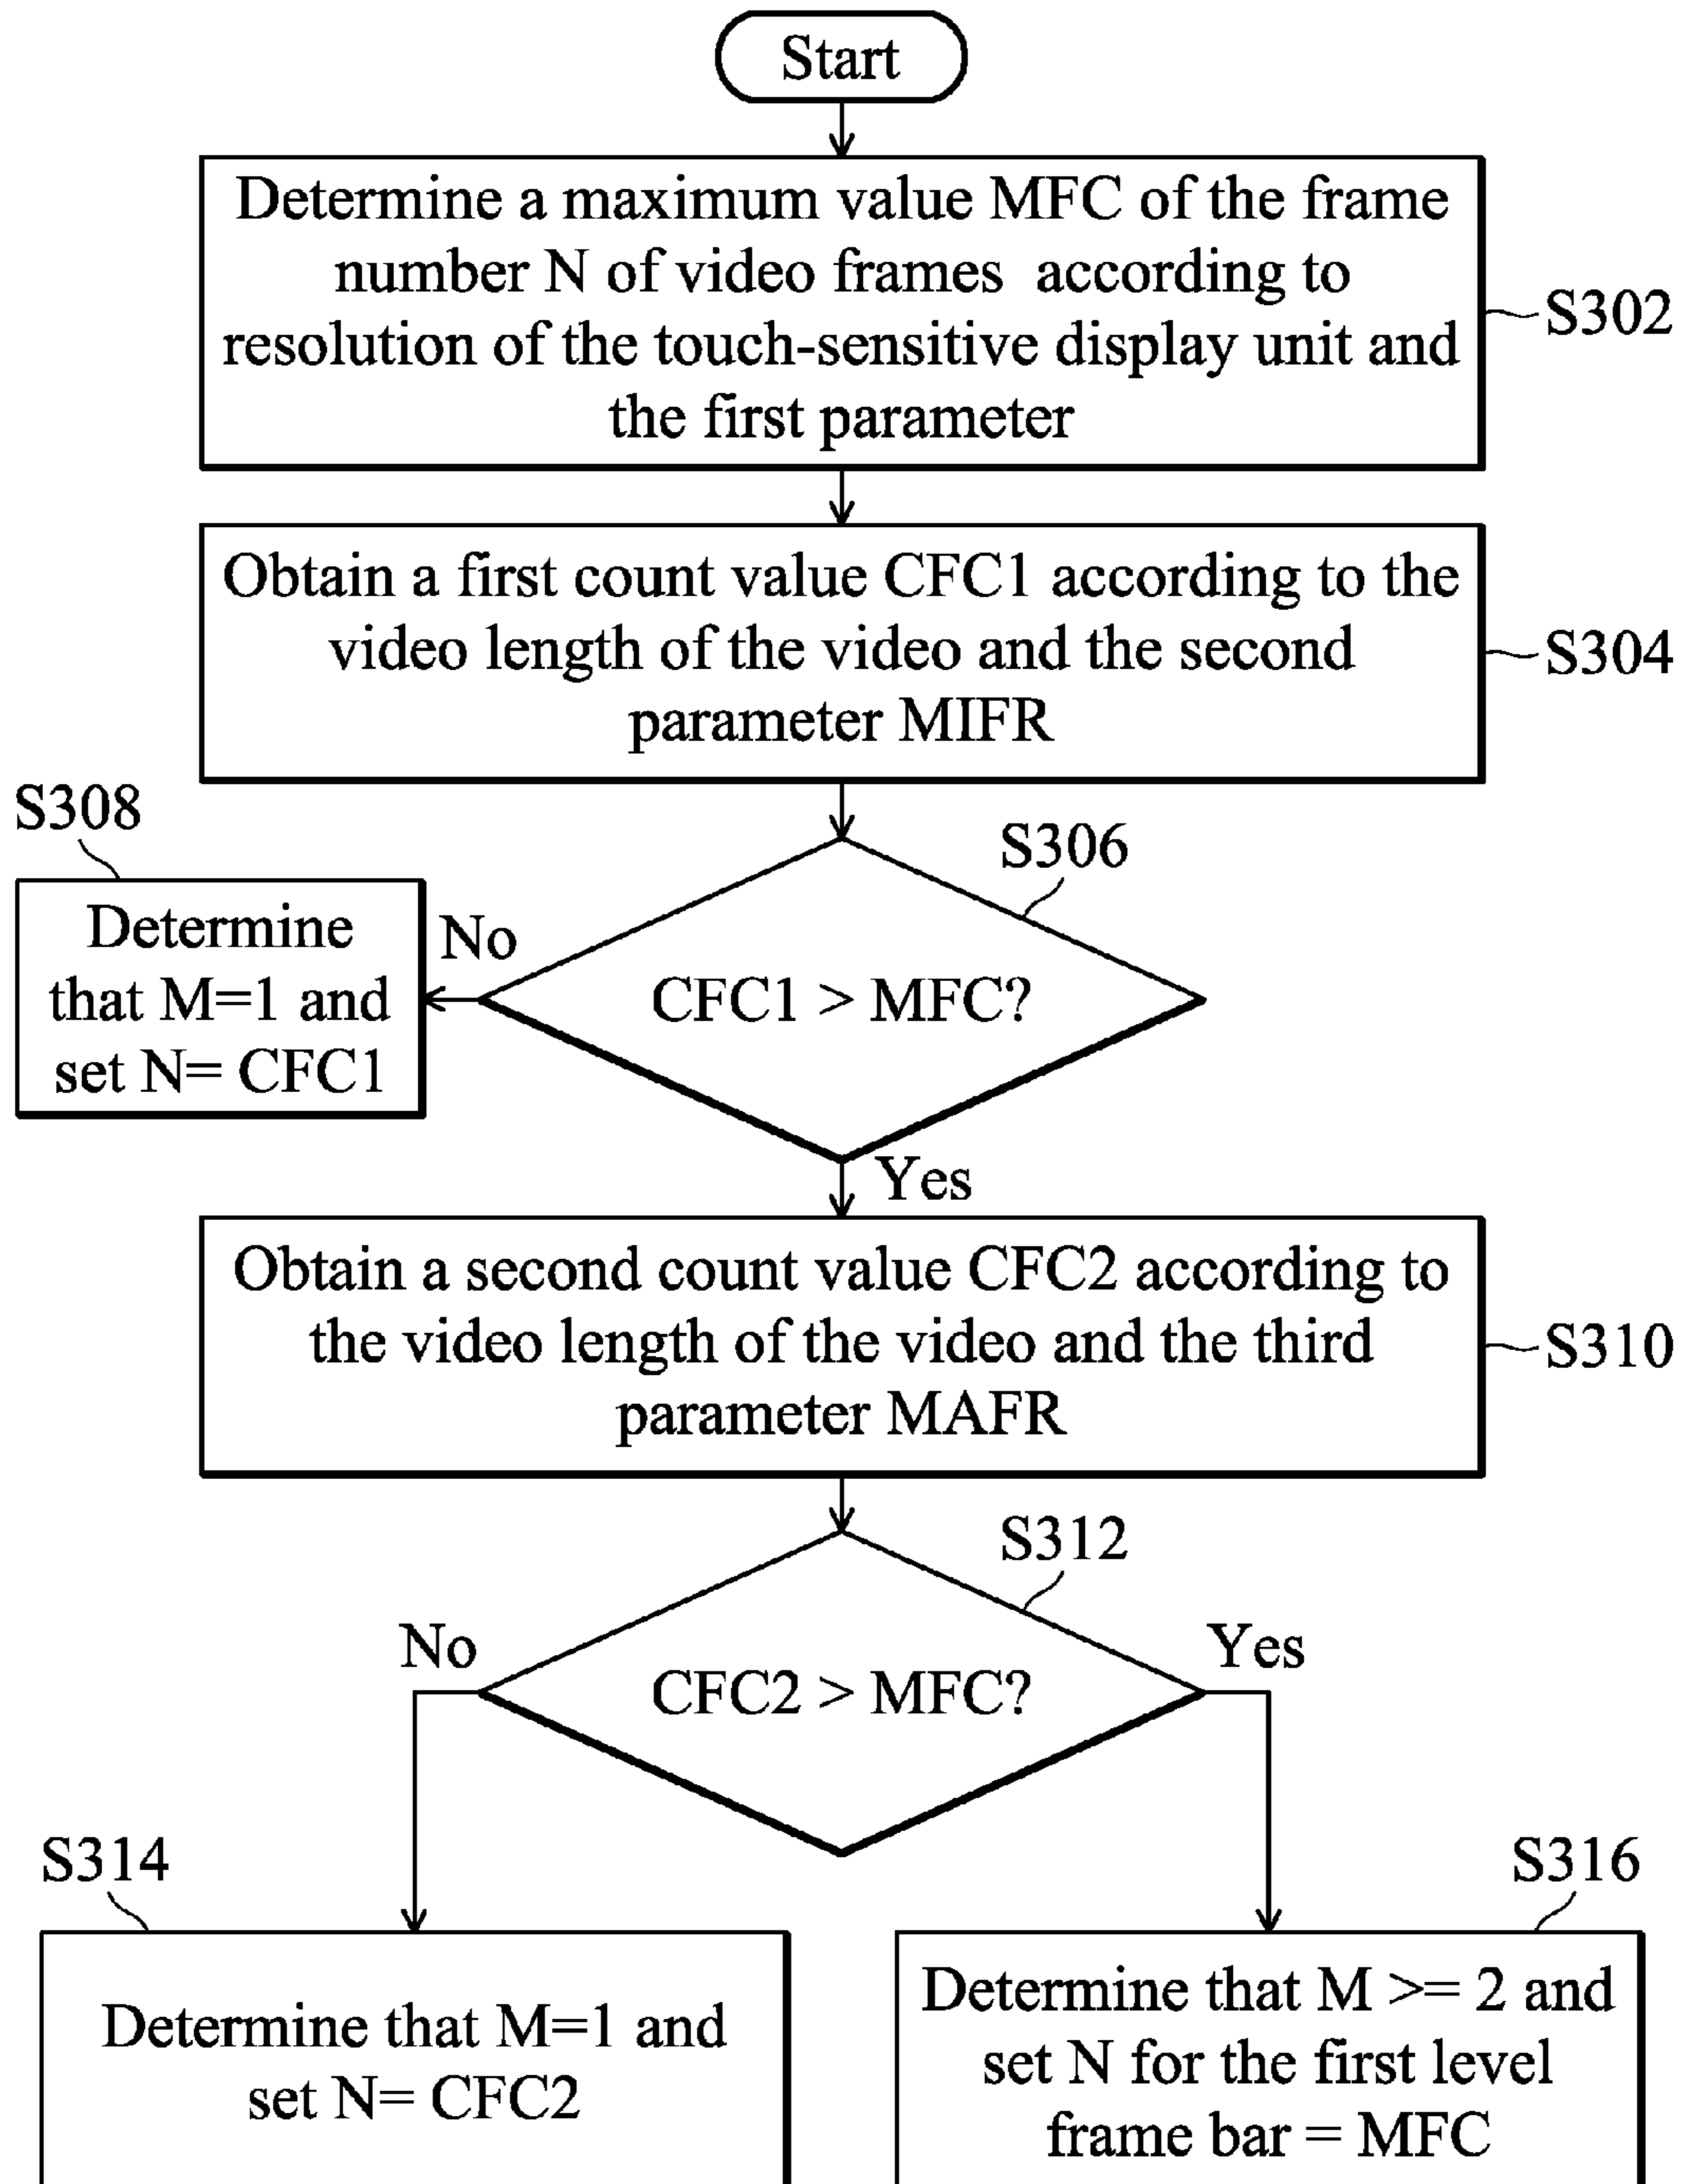 Start
Determine a maximum value MFC of the frame
number N of video frames according to
resolution of the touch-sensitive display unit and
the first parameter
S302
Obtain a first count value CFC1 according to the
video length of the video and the second
parameter MIFR
S304
S306
CFC1 > MFC?
No
S308
Determine
that M=1 and
set N= CFC1
Yes
Obtain a second count value CFC2 according to
the video length of the video and the third
parameter MAFR
S310
S312
CFC2 > MFC?
No
Yes
S314
Determine that M=1 and
set N= CFC2
S316
Determine that M >= 2 and
set N for the first level
frame bar = MFC